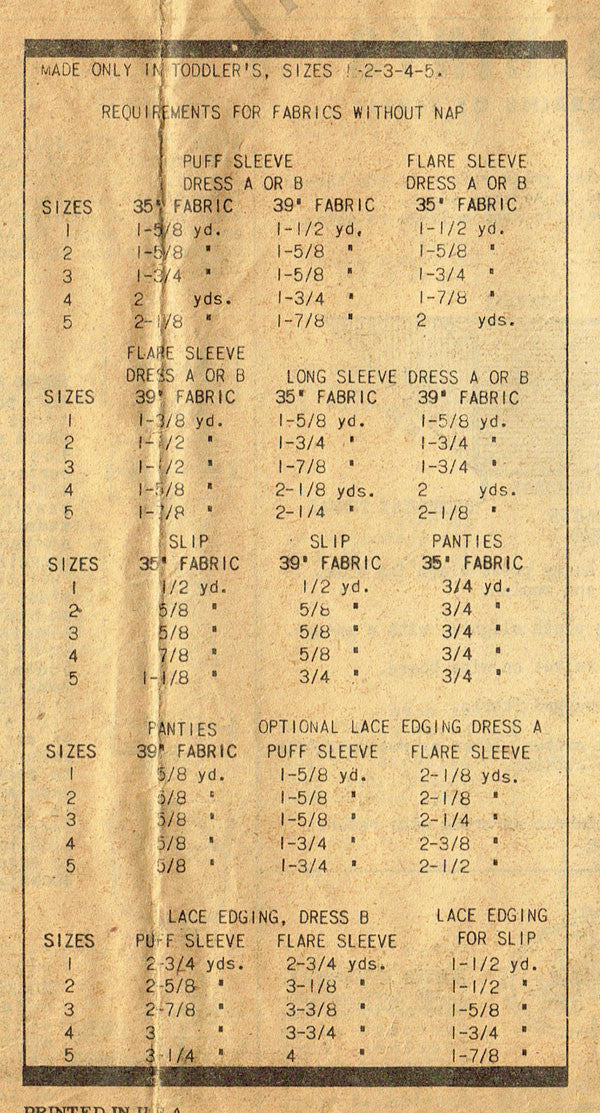 MADE ONLY IN TODDLER'S, SIZES 1-2-3-4-5.
REQUIREMENTS FOR FABRICS WITHOUT NAP
PUFF SLEEVE FLARE SLEEVE
DRESS A OR B DRESS A OR B
SIZES 35" FABRIC 39" FABRIC 35" FABRIC
1 1-5/8 yd. 1-1/2 yd. 1-1/2 yd.
2 1-5/8 " 1-5/8 " 1-5/8 "
3 1-3/4 " 1-5/8 " 1-3/4 "
4 2 yds. 1-3/4 " 1-7/8 "
5 2-1/8 " 1-7/8 " 2 yds.
FLARE SLEEVE
DRESS A OR B LONG SLEEVE DRESS A OR B
SIZES 39" FABRIC 35" FABRIC 39" FABRIC
1 1-3/8 yd. 1-5/8 yd. 1-5/8 yd.
2 1-1/2 " 1-3/4 " 1-3/4 "
3 1-1/2 " 1-7/8 " 1-3/4 "
4 1-5/8 " 2-1/8 yds. 2 yds.
5 1-7/8 " 2-1/4 " 2-1/8 "
SLIP SLIP PANTIES
SIZES 35" FABRIC 39" FABRIC 35" FABRIC
1 1/2 yd. 1/2 yd. 3/4 yd.
2 5/8 " 5/8 " 3/4 "
3 5/8 " 5/8 " 3/4 "
4 7/8 " 5/8 " 3/4 "
5 1-1/8 " 3/4 " 3/4 "
PANTIES OPTIONAL LACE EDGING DRESS A
SIZES 39" FABRIC PUFF SLEEVE FLARE SLEEVE
1 5/8 yd. 1-5/8 yd. 2-1/8 yds.
2 5/8 " 1-5/8 " 2-1/8 "
3 5/8 " 1-5/8 " 2-1/4 "
4 5/8 " 1-3/4 " 2-3/8 "
5 5/8 " 1-3/4 " 2-1/2 "
LACE EDGING, DRESS B LACE EDGING
SIZES PUFF SLEEVE FLARE SLEEVE FOR SLIP
1 2-3/4 yds. 2-3/4 yds. 1-1/2 yd.
2 2-5/8 " 3-1/8 " 1-1/2 "
3 2-7/8 " 3-3/8 " 1-5/8 "
4 3 " 3-3/4 " 1-3/4 "
5 3-1/4 " 4 " 1-7/8 "
PRINTED IN U.S.A.